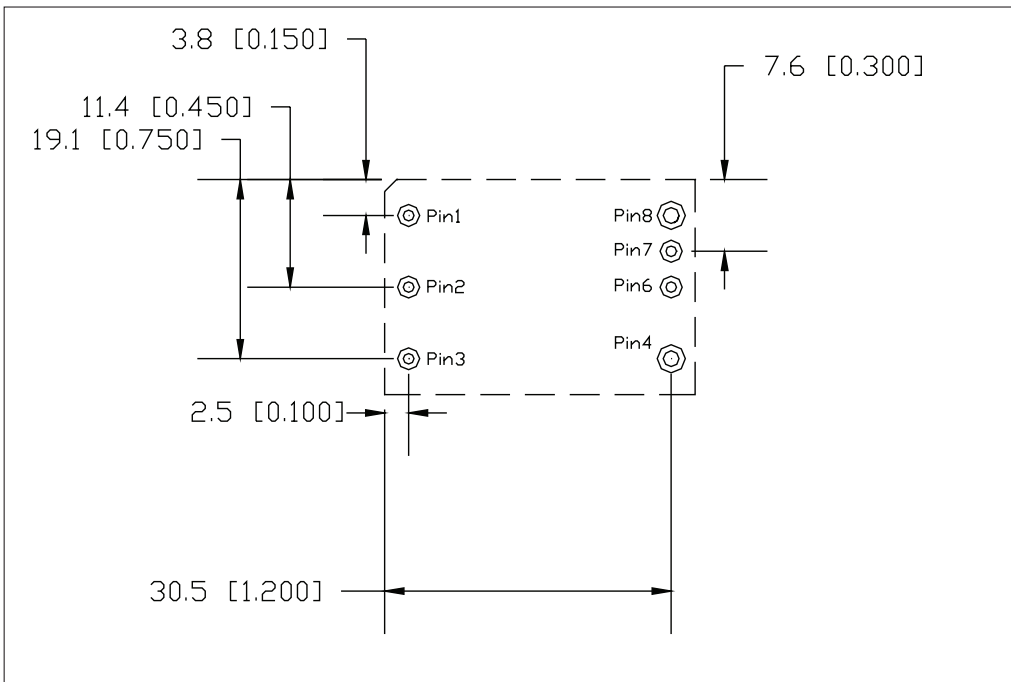 3.8 [0.150]
7.6 [0.300]
11.4 [0.450]
19.1 [0.750]
Pin1
Pin8
Pin7
Pin2
Pin6
Pin4
Pin3
2.5 [0.100]
30.5 [1.200]